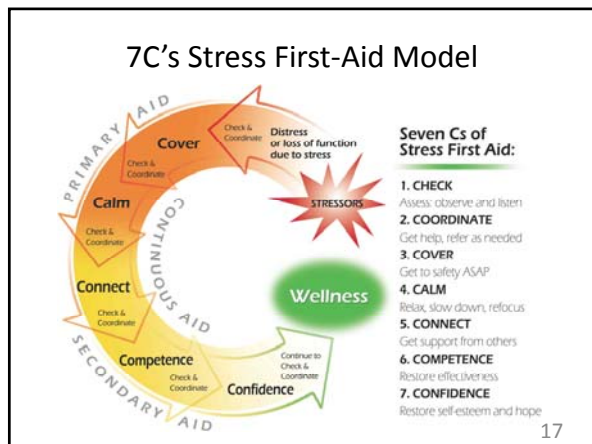 7C’s Stress First-Aid Model
PRIMARY AID
CONTINUOUS AID
SECONDARY AID
STRESSORS
Distress
or loss of function
due to stress
Check &
Coordinate
Cover
Check &
Coordinate
Calm
Check &
Coordinate
Connect
Check &
Coordinate
Competence
Check &
Coordinate
Confidence
Continue to
Check &
Coordinate
Wellness
Seven Cs of
Stress First Aid:
1. CHECK
Assess: observe and listen
2. COORDINATE
Get help, refer as needed
3. COVER
Get to safety ASAP
4. CALM
Relax, slow down, refocus
5. CONNECT
Get support from others
6. COMPETENCE
Restore effectiveness
7. CONFIDENCE
Restore self-esteem and hope
17